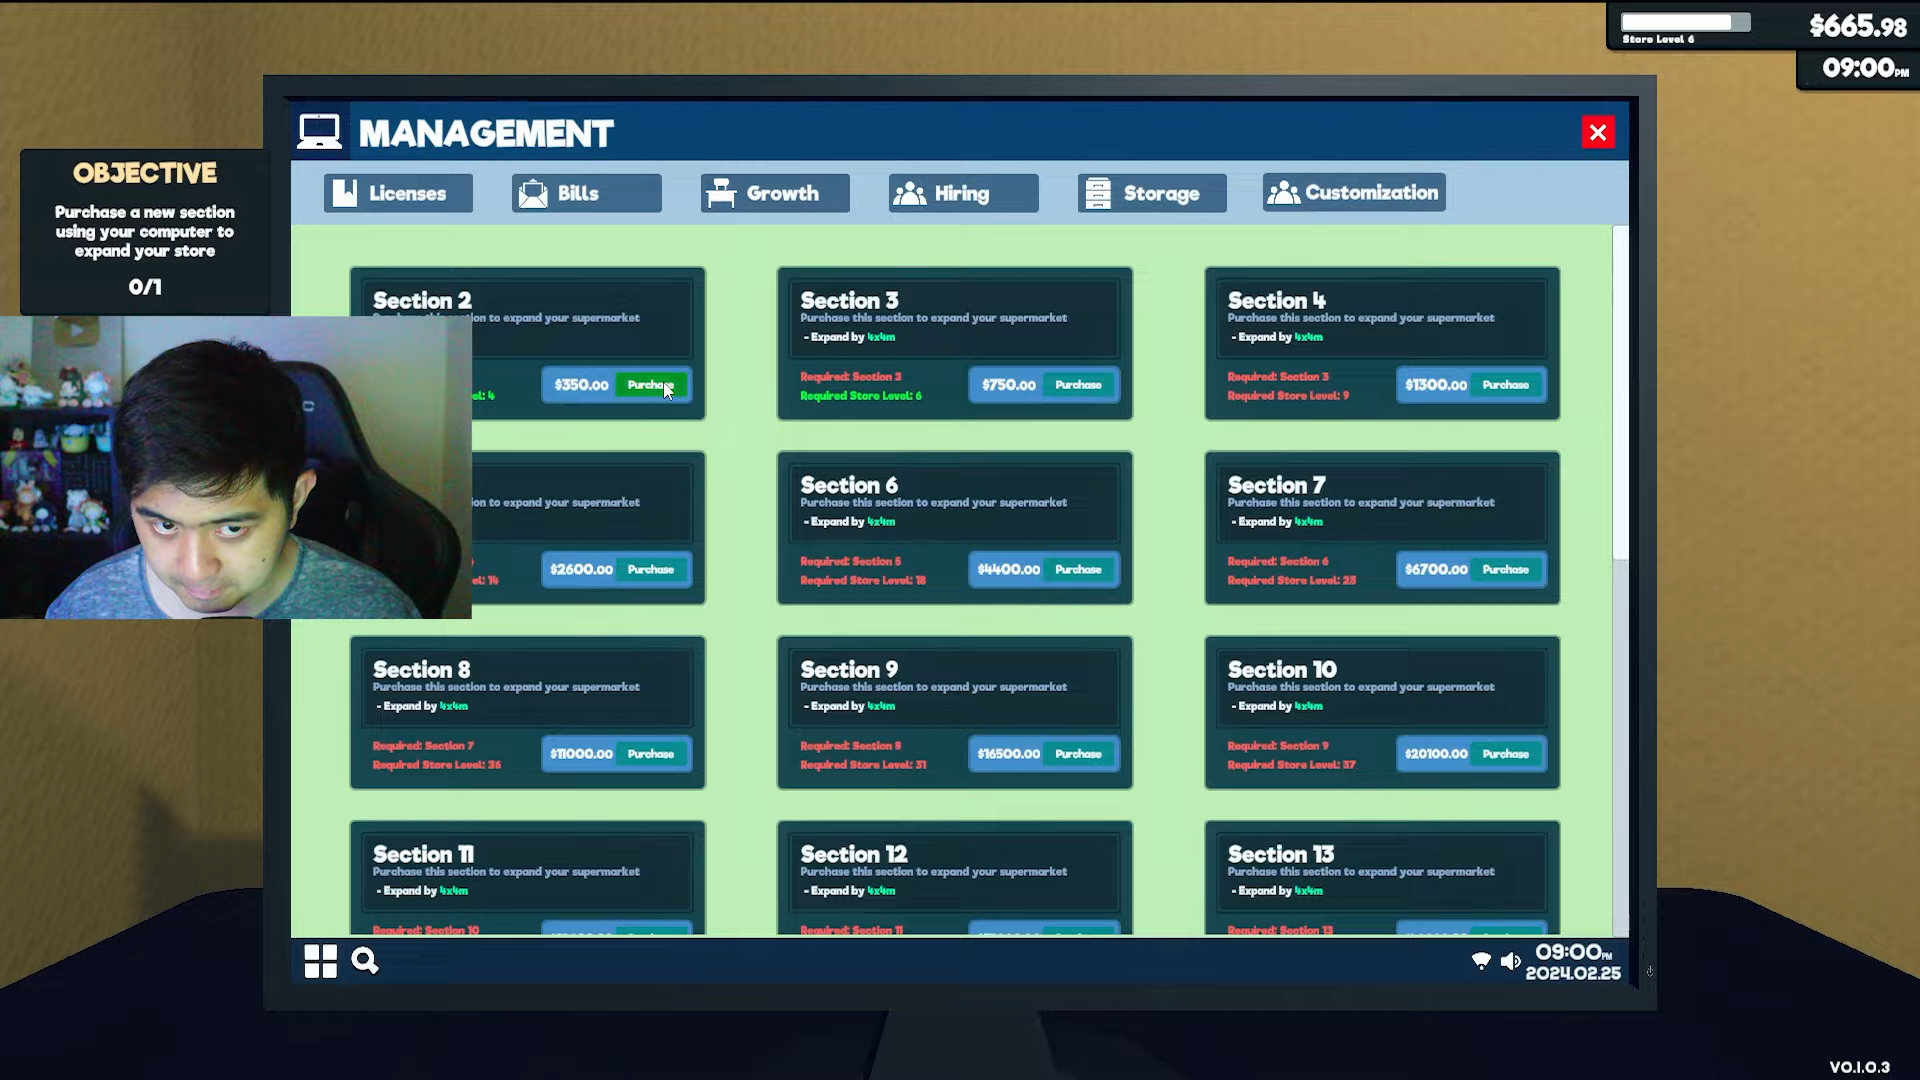 $665.98
Store Level 6
09:00PM
MANAGEMENT
OBJECTIVE
Purchase a new section
using your computer to
expand your store
0/1
Licenses
Bills
Growth
Hiring
Storage
Customization
Section 2
ion to expand your supermarket
el: 4
$350.00
Purchase
Section 3
Purchase this section to expand your supermarket
- Expand by 4x4m
Required: Section 2
Required Store Level: 6
$750.00
Purchase
Section 4
Purchase this section to expand your supermarket
- Expand by 4x4m
Required: Section 3
Required Store Level: 9
$1300.00
Purchase
ion to expand your supermarket
el: 14
$2600.00
Purchase
Section 6
Purchase this section to expand your supermarket
- Expand by 4x4m
Required: Section 5
Required Store Level: 18
$4400.00
Purchase
Section 7
Purchase this section to expand your supermarket
- Expand by 4x4m
Required: Section 6
Required Store Level: 23
$6700.00
Purchase
Section 8
Purchase this section to expand your supermarket
- Expand by 4x4m
Required: Section 7
Required Store Level: 36
$11000.00
Purchase
Section 9
Purchase this section to expand your supermarket
- Expand by 4x4m
Required: Section 9
Required Store Level: 31
$16500.00
Purchase
Section 10
Purchase this section to expand your supermarket
- Expand by 4x4m
Required: Section 9
Required Store Level: 37
$20100.00
Purchase
Section 11
Purchase this section to expand your supermarket
- Expand by 4x4m
Required: Section 10
Section 12
Purchase this section to expand your supermarket
- Expand by 4x4m
Required: Section 11
Section 13
Purchase this section to expand your supermarket
- Expand by 4x4m
Required: Section 13
09:00PM
2024.02.25
V0.1.0.3